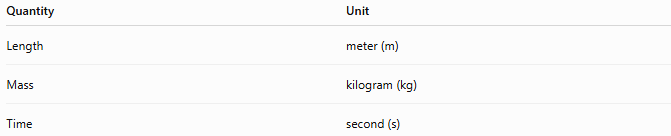 Quantity Unit
Length meter (m)
Mass kilogram (kg)
Time second (s)